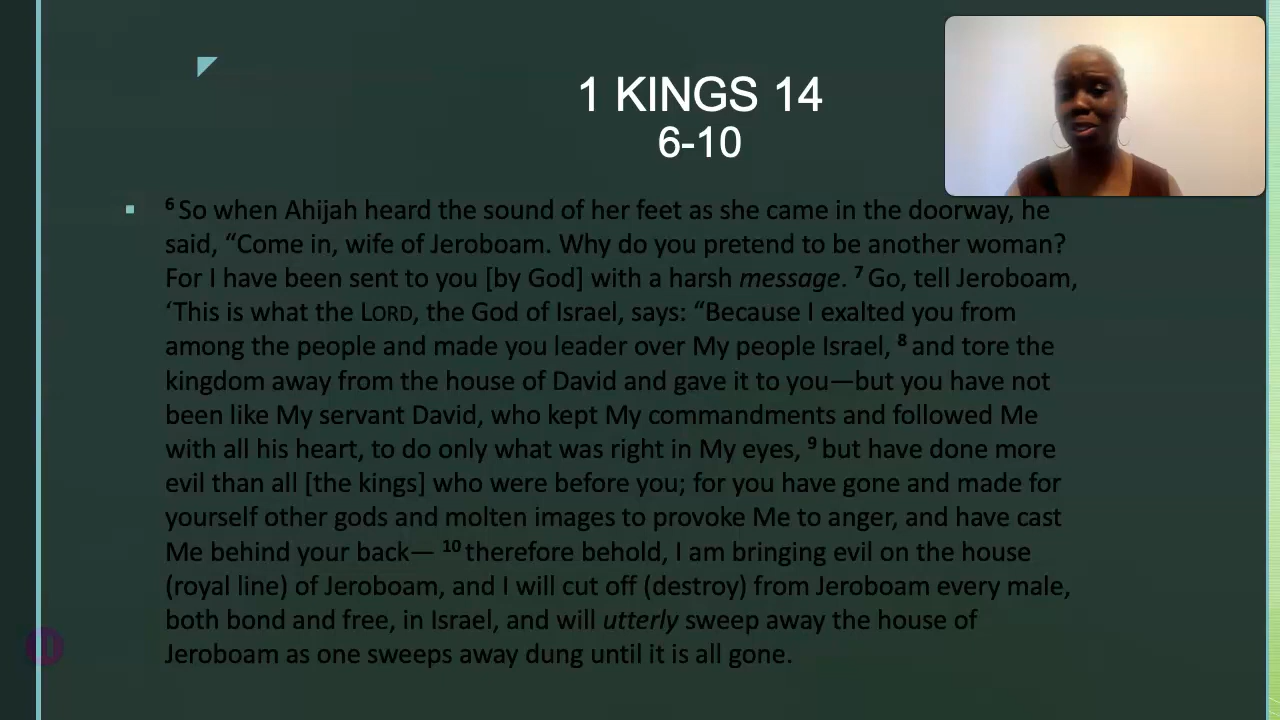 1 KINGS 14
6-10
6 So when Ahijah heard the sound of her feet as she came in the doorway, he
said, “Come in, wife of Jeroboam. Why do you pretend to be another woman?
For I have been sent to you [by God] with a harsh message. 7 Go, tell Jeroboam,
‘This is what the LORD, the God of Israel, says: “Because I exalted you from
among the people and made you leader over My people Israel, 8 and tore the
kingdom away from the house of David and gave it to you—but you have not
been like My servant David, who kept My commandments and followed Me
with all his heart, to do only what was right in My eyes, 9 but have done more
evil than all [the kings] who were before you; for you have gone and made for
yourself other gods and molten images to provoke Me to anger, and have cast
Me behind your back— 10 therefore behold, I am bringing evil on the house
(royal line) of Jeroboam, and I will cut off (destroy) from Jeroboam every male,
both bond and free, in Israel, and will utterly sweep away the house of
Jeroboam as one sweeps away dung until it is all gone.